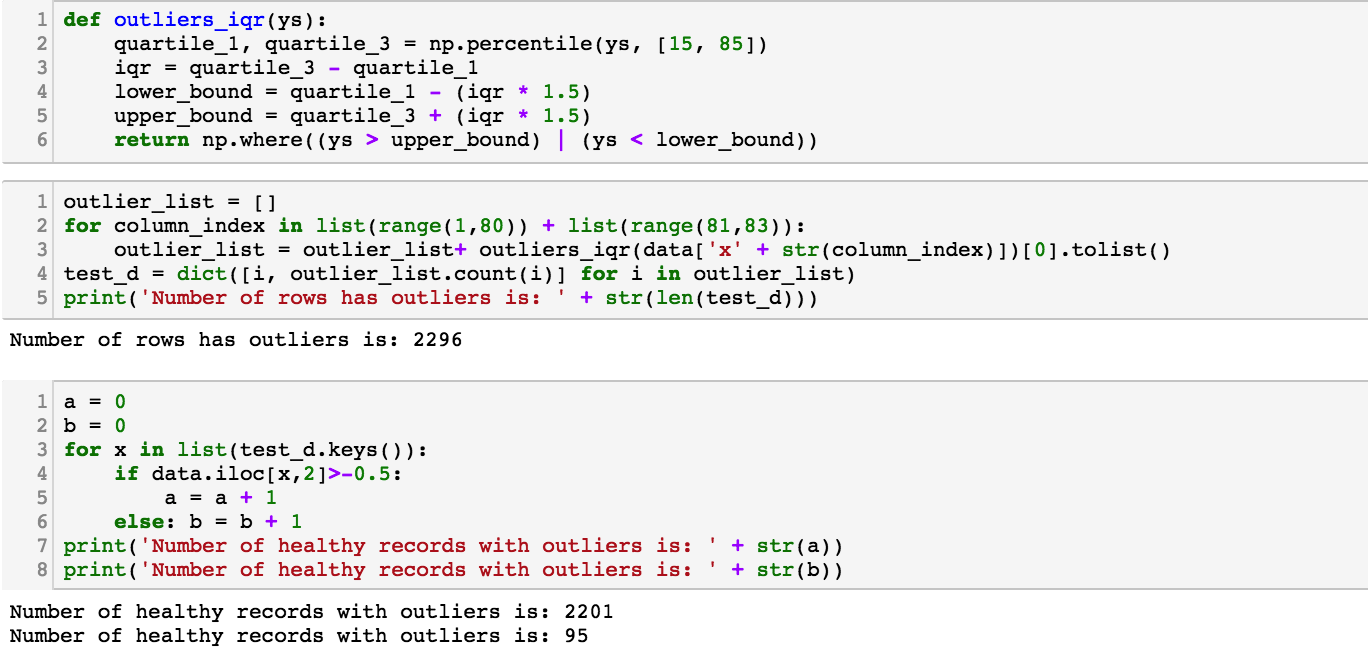 1 def outliers_iqr(ys):
2     quartile_1, quartile_3 = np.percentile(ys, [15, 85])
3     iqr = quartile_3 - quartile_1
4     lower_bound = quartile_1 - (iqr * 1.5)
5     upper_bound = quartile_3 + (iqr * 1.5)
6     return np.where((ys > upper_bound) | (ys < lower_bound))
1 outlier_list = []
2 for column_index in list(range(1,80)) + list(range(81,83)):
3     outlier_list = outlier_list+ outliers_iqr(data['x' + str(column_index)])[0].tolist()
4 test_d = dict([i, outlier_list.count(i)] for i in outlier_list)
5 print('Number of rows has outliers is: ' + str(len(test_d)))
Number of rows has outliers is: 2296
1 a = 0
2 b = 0
3 for x in list(test_d.keys()):
4     if data.iloc[x,2]>-0.5:
5         a = a + 1
6     else: b = b + 1
7 print('Number of healthy records with outliers is: ' + str(a))
8 print('Number of healthy records with outliers is: ' + str(b))
Number of healthy records with outliers is: 2201
Number of healthy records with outliers is: 95